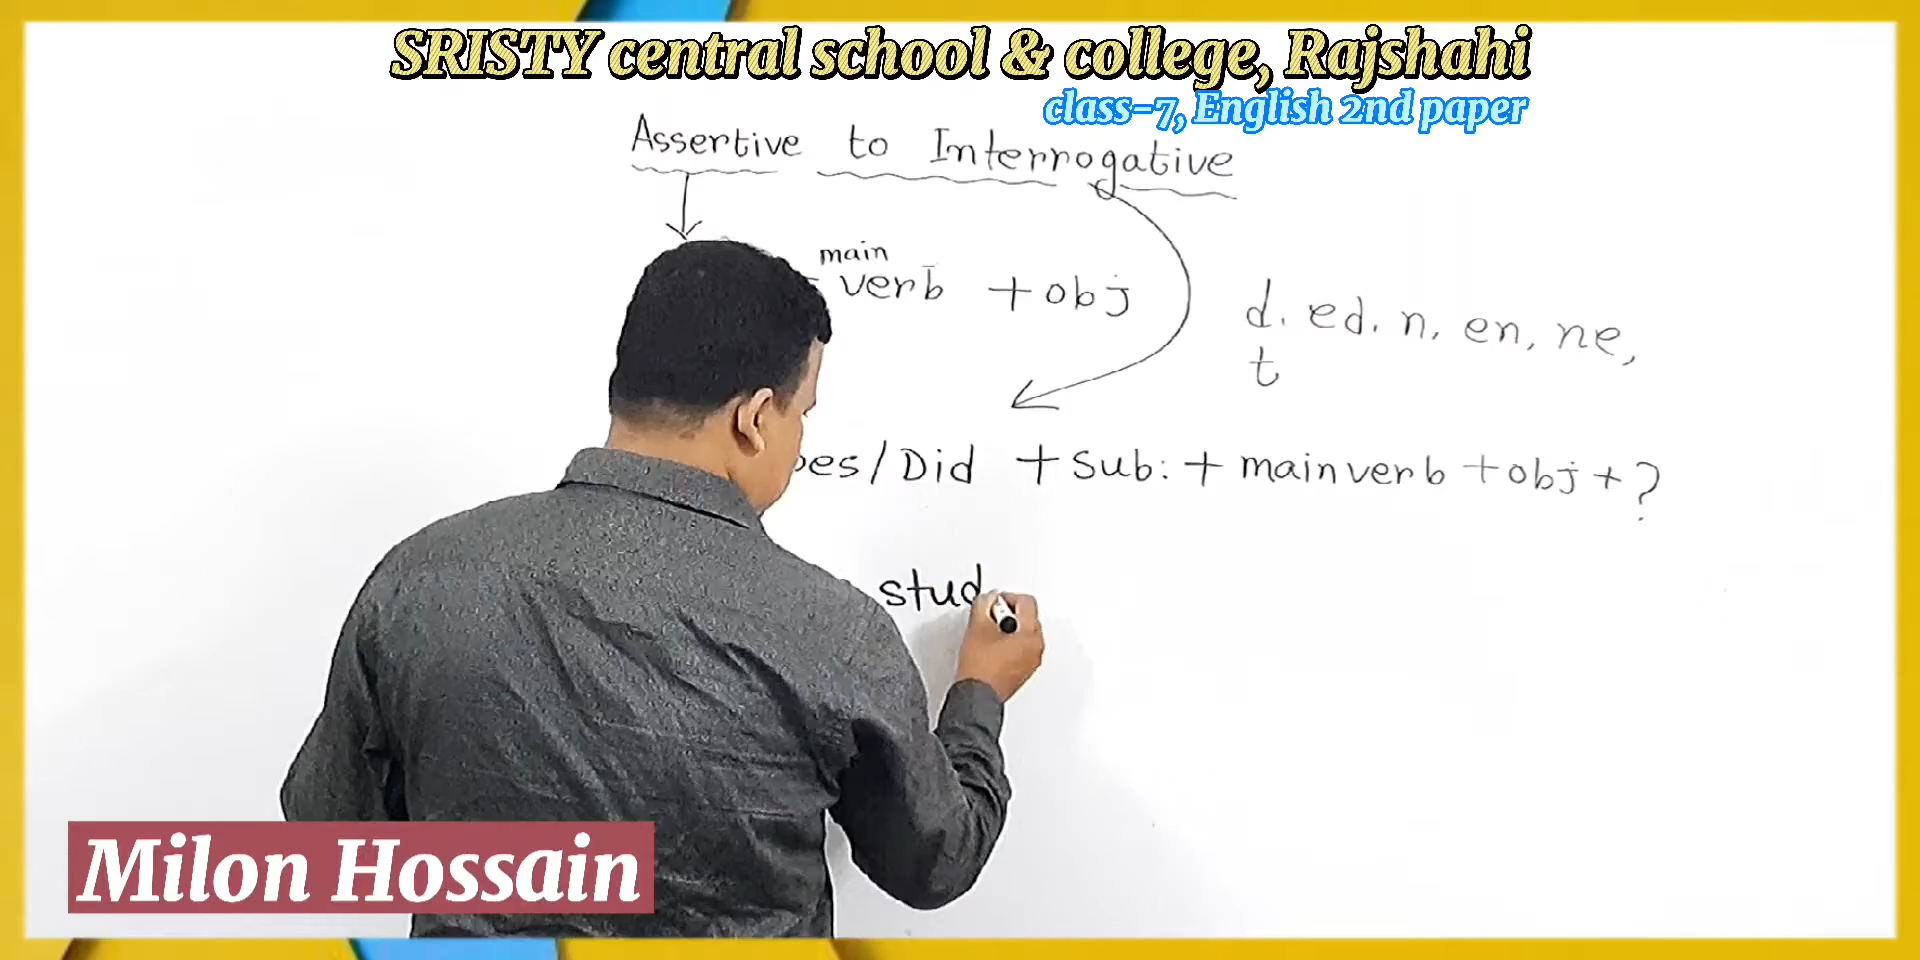 SRISTY central school & college, Rajshahi
class-7, English 2nd paper
Assertive to Interrogative
main
verb + obj
d. ed. n. en, ne,
t
/Did + Sub: + main verb + obj + ?
stud
Milon Hossain